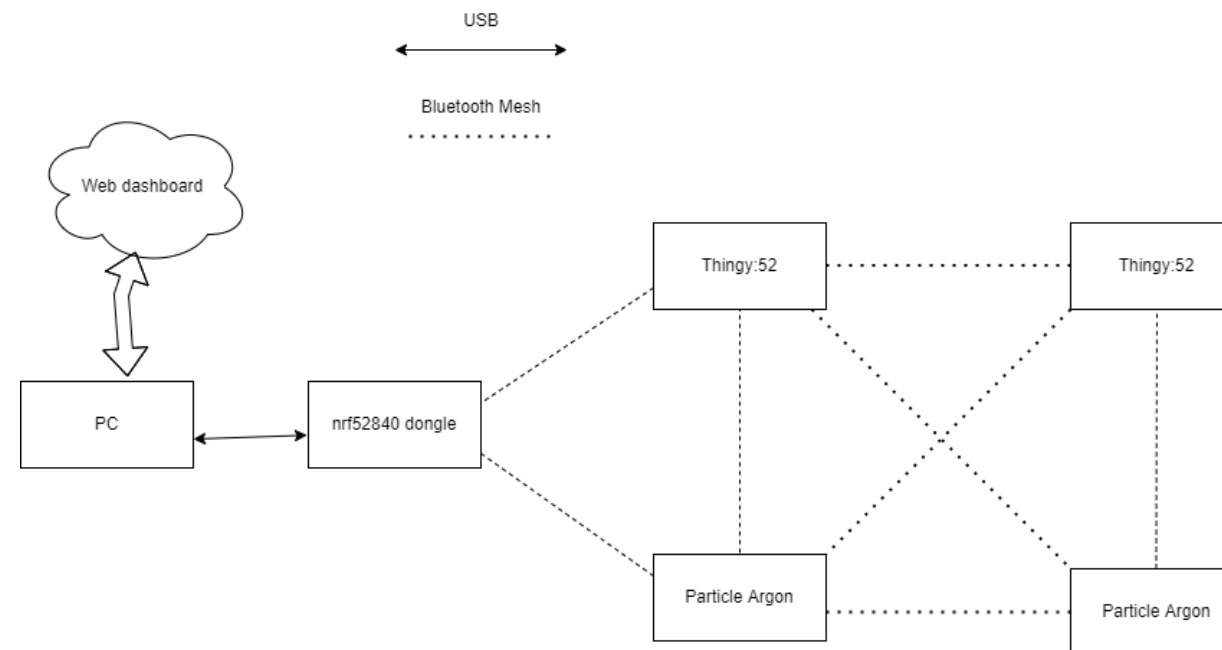 USB
Bluetooth Mesh
Web dashboard
Thingy:52
Thingy:52
PC
nrf52840 dongle
Particle Argon
Particle Argon